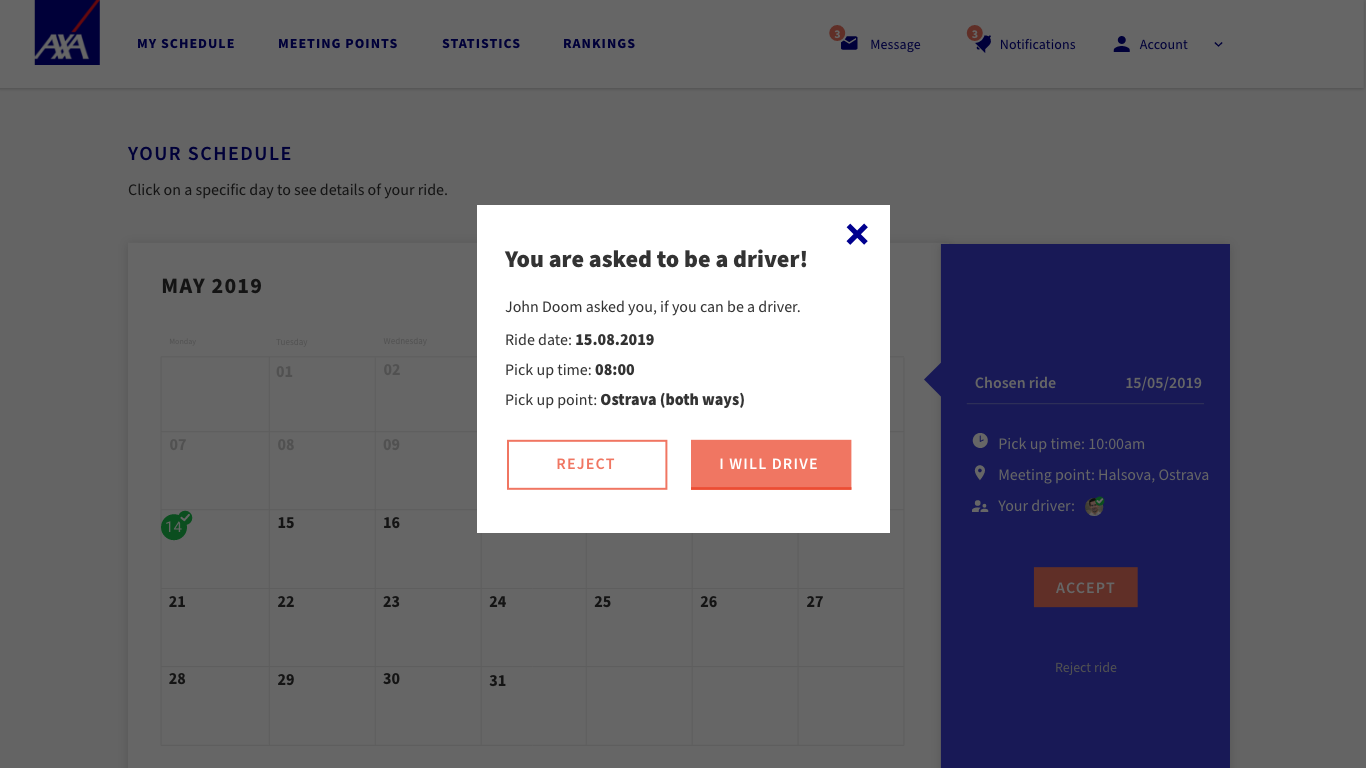 AXA
MY SCHEDULE
MEETING POINTS
STATISTICS
RANKINGS
3
Message
3
Notifications
Account
YOUR SCHEDULE
Click on a specific day to see details of your ride.
MAY 2019
Monday
Tuesday
Wednesday
01
02
07
08
09
14
15
16
21
22
23
24
25
26
27
28
29
30
31
You are asked to be a driver!
John Doom asked you, if you can be a driver.
Ride date: 15.08.2019
Pick up time: 08:00
Pick up point: Ostrava (both ways)
REJECT
I WILL DRIVE
Chosen ride
15/05/2019
Pick up time: 10:00am
Meeting point: Halsova, Ostrava
Your driver:
ACCEPT
Reject ride